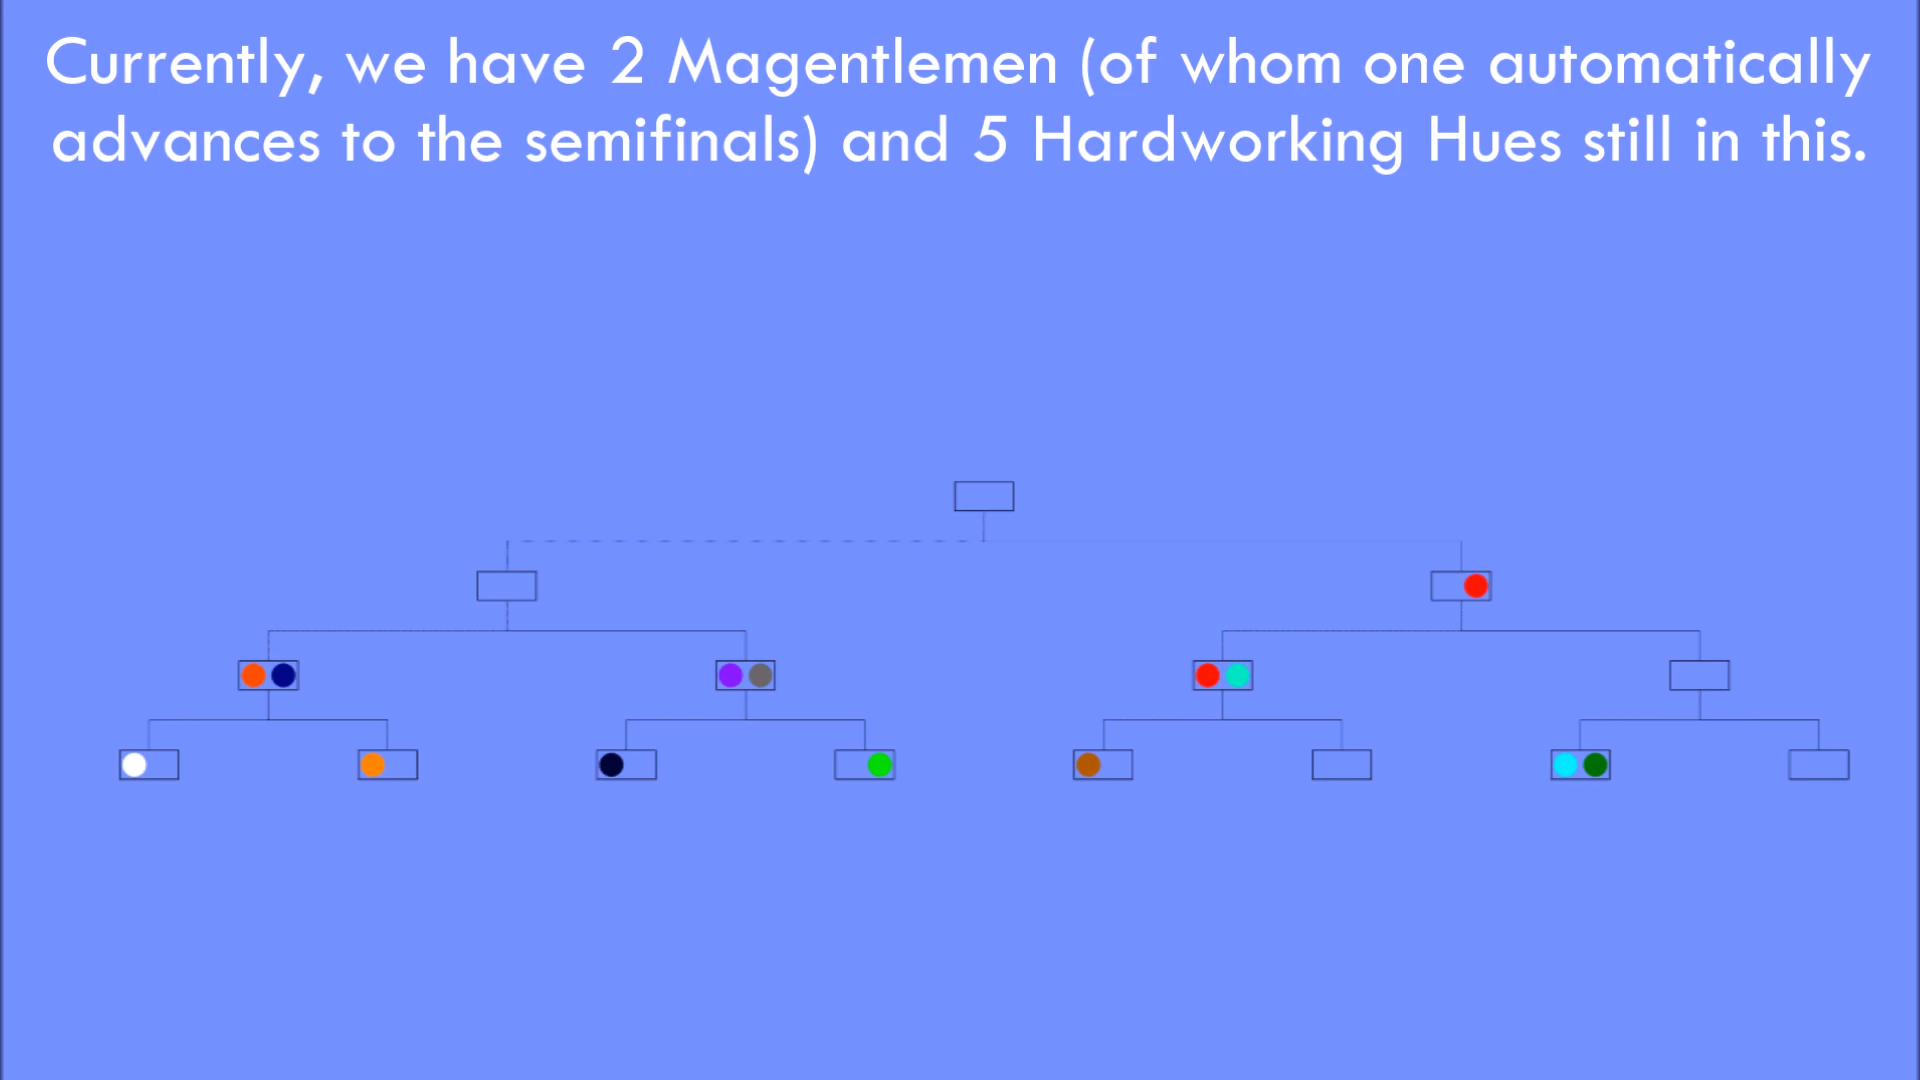 Currently, we have 2 Magentlemen (of whom one automatically
advances to the semifinals) and 5 Hardworking Hues still in this.